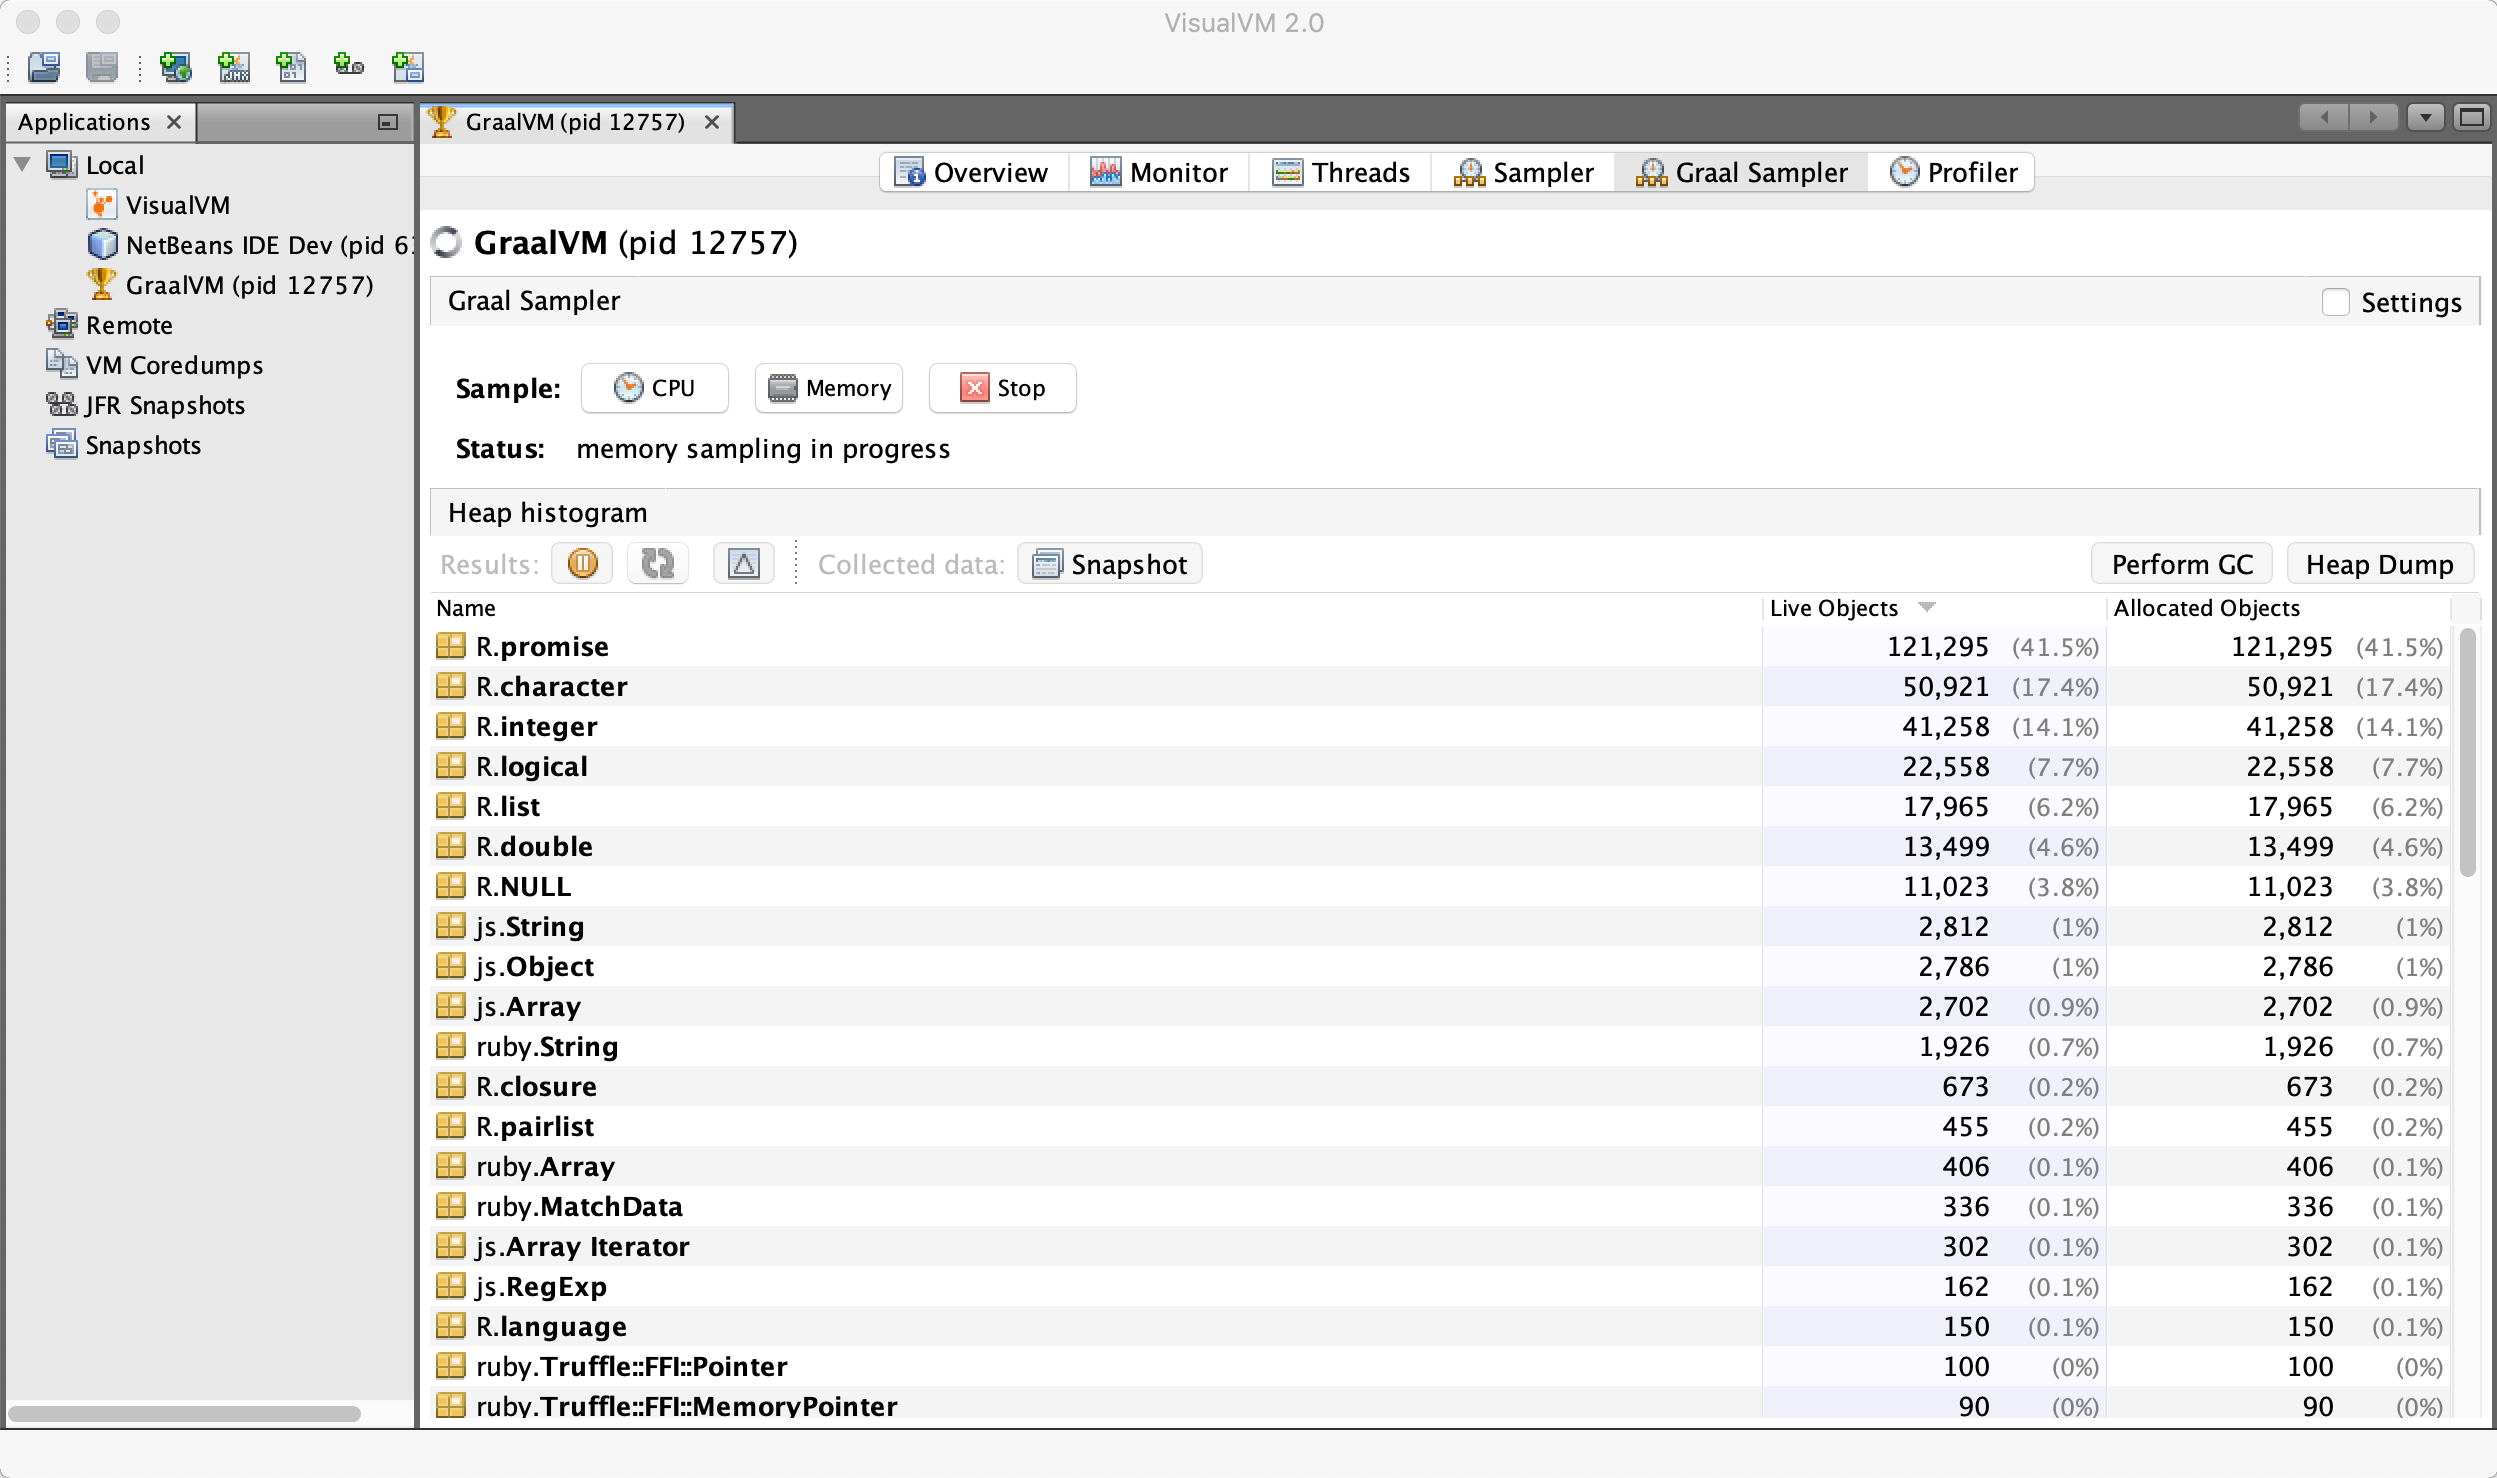 VisualVM 2.0
Applications
GraalVM (pid 12757)
Local
VisualVM
NetBeans IDE Dev (pid 6
GraalVM (pid 12757)
Remote
VM Coredumps
JFR Snapshots
Snapshots
Overview Monitor Threads Sampler Graal Sampler Profiler
GraalVM (pid 12757)
Graal Sampler Settings
Sample: CPU Memory Stop
Status: memory sampling in progress
Heap histogram
Results: Collected data: Snapshot Perform GC Heap Dump
Name Live Objects Allocated Objects
R.promise 121,295 (41.5%) 121,295 (41.5%)
R.character 50,921 (17.4%) 50,921 (17.4%)
R.integer 41,258 (14.1%) 41,258 (14.1%)
R.logical 22,558 (7.7%) 22,558 (7.7%)
R.list 17,965 (6.2%) 17,965 (6.2%)
R.double 13,499 (4.6%) 13,499 (4.6%)
R.NULL 11,023 (3.8%) 11,023 (3.8%)
js.String 2,812 (1%) 2,812 (1%)
js.Object 2,786 (1%) 2,786 (1%)
js.Array 2,702 (0.9%) 2,702 (0.9%)
ruby.String 1,926 (0.7%) 1,926 (0.7%)
R.closure 673 (0.2%) 673 (0.2%)
R.pairlist 455 (0.2%) 455 (0.2%)
ruby.Array 406 (0.1%) 406 (0.1%)
ruby.MatchData 336 (0.1%) 336 (0.1%)
js.Array Iterator 302 (0.1%) 302 (0.1%)
js.RegExp 162 (0.1%) 162 (0.1%)
R.language 150 (0.1%) 150 (0.1%)
ruby.Truffle::FFI::Pointer 100 (0%) 100 (0%)
ruby.Truffle::FFI::MemoryPointer 90 (0%) 90 (0%)